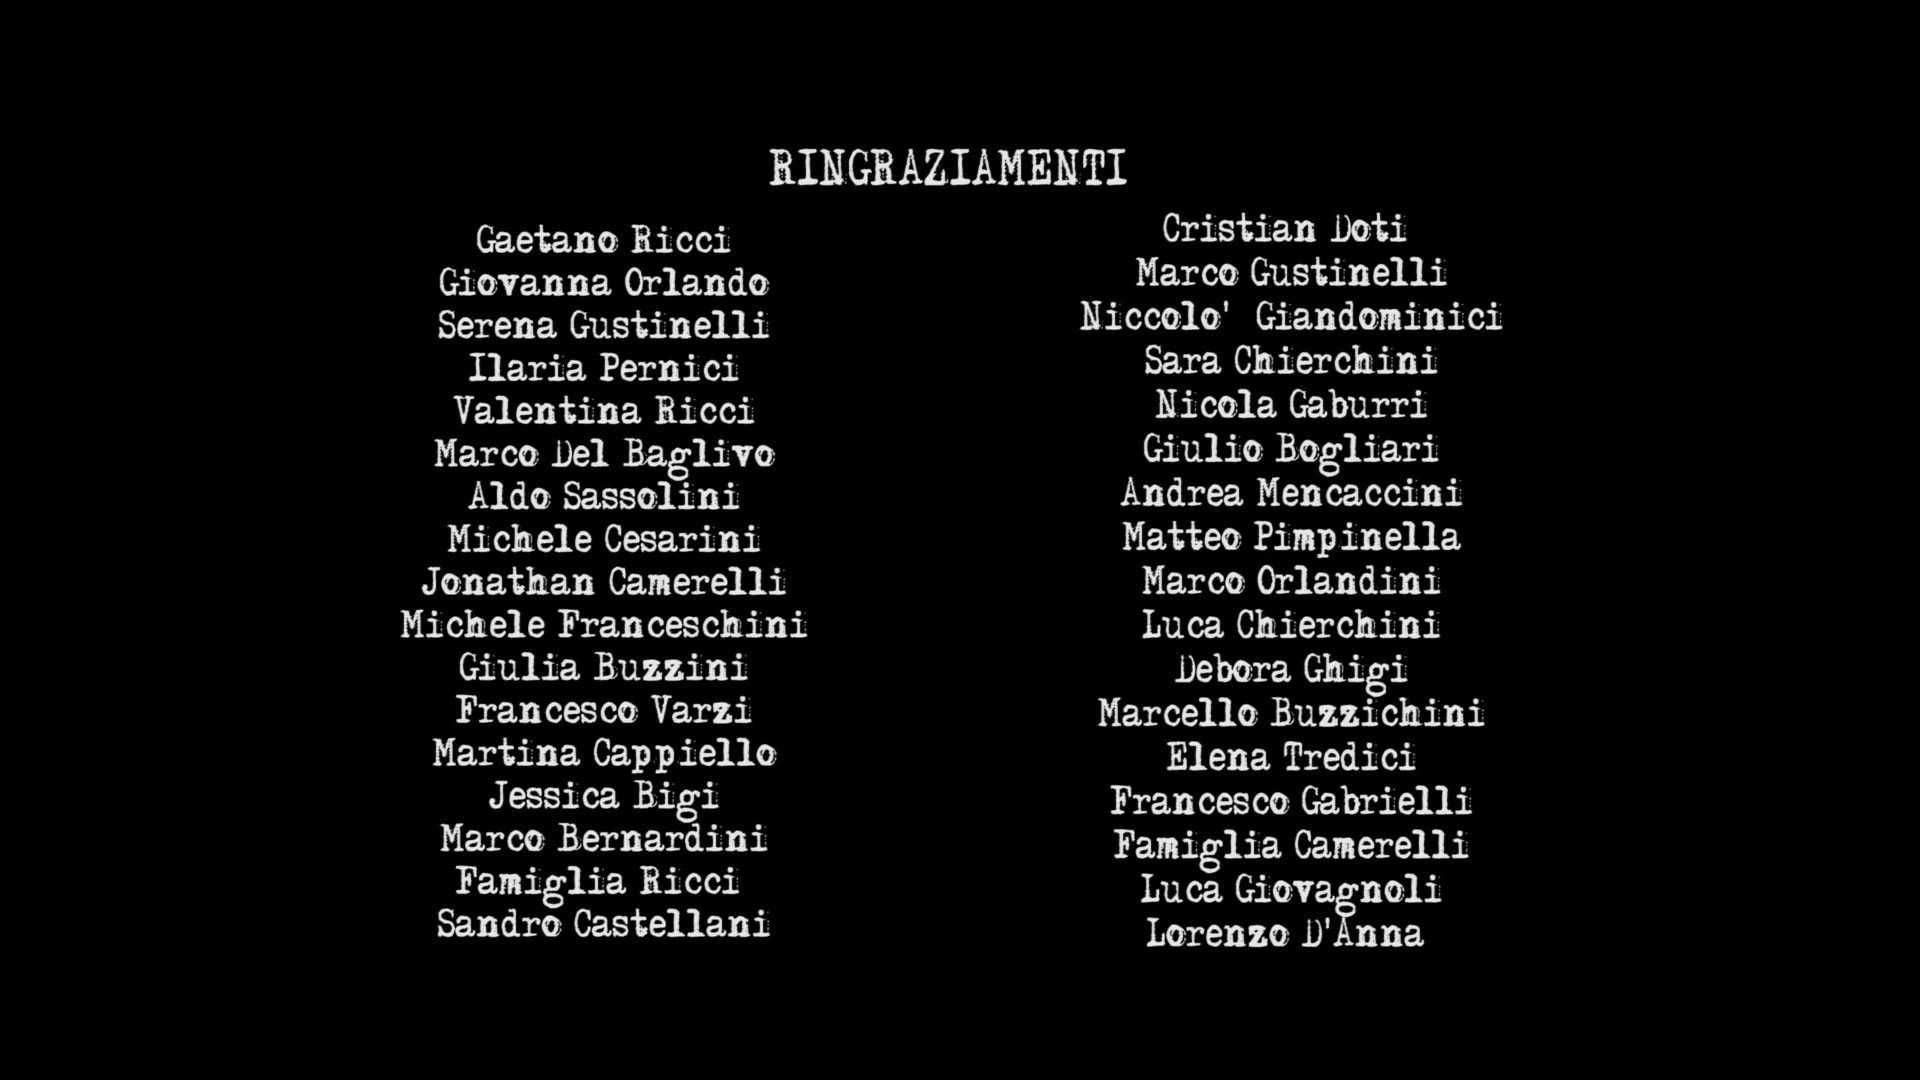 RINGRAZIAMENTI
Gaetano Ricci
Giovanna Orlando
Serena Gustinelli
Ilaria Pernici
Valentina Ricci
Marco Del Baglivo
Aldo Sassolini
Michele Cesarini
Jonathan Camerelli
Michele Franceschini
Giulia Buzzini
Francesco Varzi
Martina Cappiello
Jessica Bigi
Marco Bernardini
Famiglia Ricci
Sandro Castellani
Cristian Doti
Marco Gustinelli
Niccolo' Giandominici
Sara Chierchini
Nicola Gaburri
Giulio Bogliari
Andrea Mencaccini
Matteo Pimpinella
Marco Orlandini
Luca Chierchini
Debora Ghigi
Marcello Buzzichini
Elena Tredici
Francesco Gabrielli
Famiglia Camerelli
Luca Giovagnoli
Lorenzo D'Anna